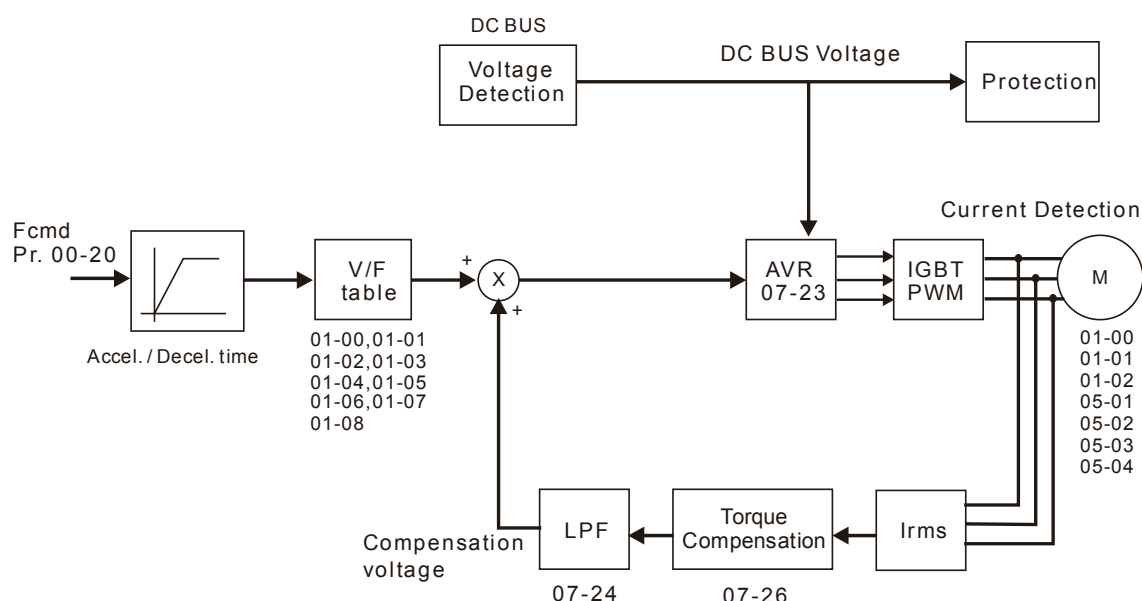 DC BUS
Voltage
Detection
DC BUS Voltage
Protection
Fcmd
Pr. 00-20
Accel. / Decel. time
V/F
table
01-00,01-01
01-02,01-03
01-04,01-05
01-06,01-07
01-08
+
X
+
AVR
07-23
IGBT
PWM
Current Detection
M
01-00
01-01
01-02
05-01
05-02
05-03
05-04
Compensation
voltage
LPF
07-24
Torque
Compensation
07-26
Irms